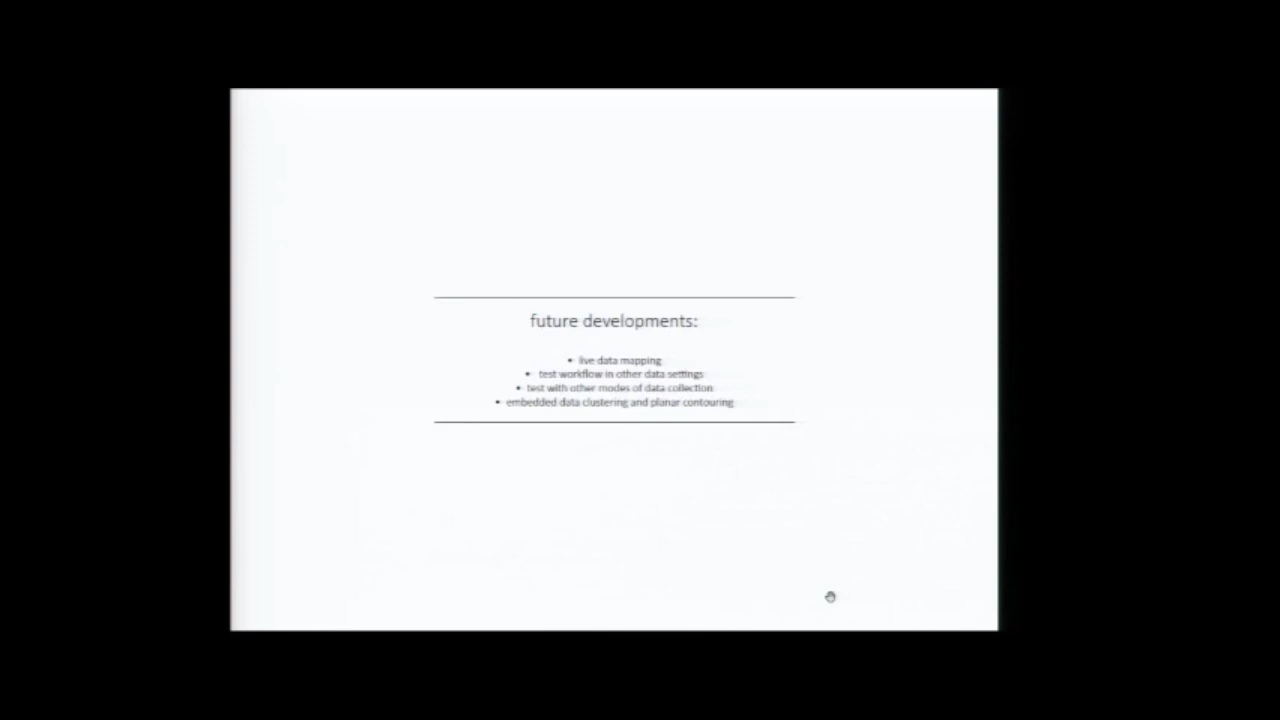 future developments:
• live data mapping
• test workflow in other data settings
• test with other modes of data collection
• embedded data clustering and planar contouring